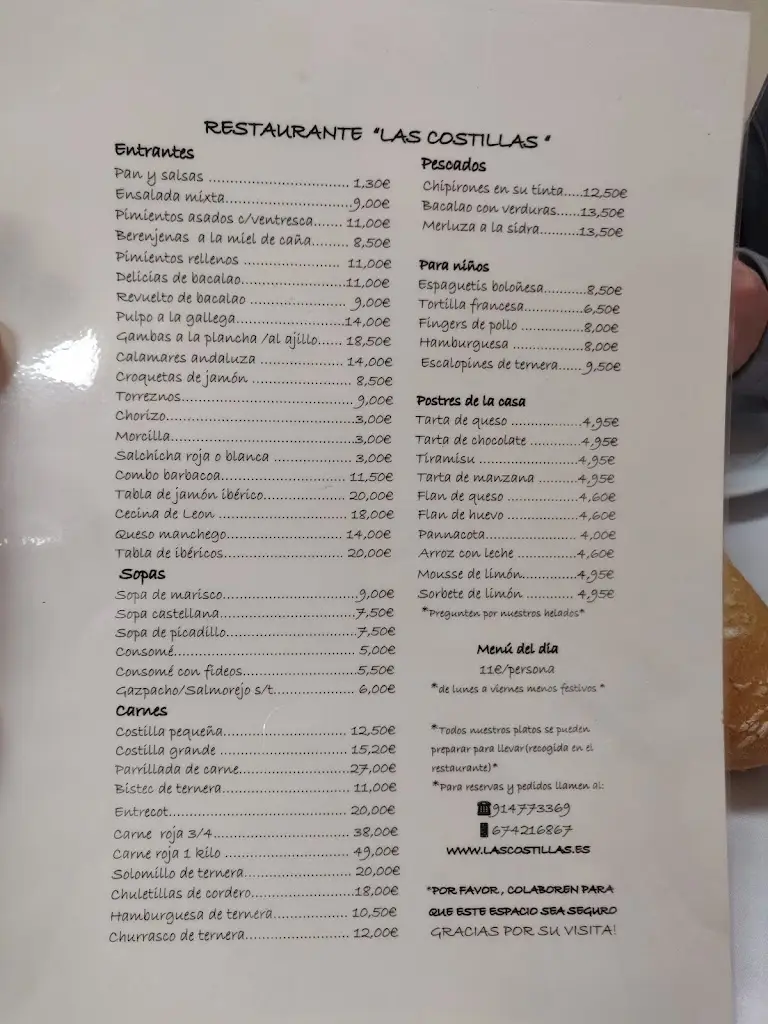 RESTAURANTE "LAS COSTILLAS "
Entrantes
Pan y salsas .................................. 1,30€
Ensalada mixta..............................9,00€
Pimientos asados c/ventresca....... 11,00€
Berenjenas a la miel de caña......... 8,50€
Pimientos rellenos ....................... 11,00€
Delicias de bacalao.........................11,00€
Revuelto de bacalao ....................... 9,00€
Pulpo a la gallega..........................14,00€
Gambas a la plancha /al ajillo...... 18,50€
Calamares andaluza ..................... 14,00€
Croquetas de jamón ......................... 8,50€
Torreznos..........................................9,00€
Chorizo.............................................3,00€
Morcilla............................................3,00€
Salchicha roja o blanca ................... 3,00€
Combo barbacoa.............................. 11,50€
Tabla de jamón ibérico.................... 20,00€
Cecina de Leon ................................ 18,00€
Queso manchego............................. 14,00€
Tabla de ibéricos.............................. 20,00€
Sopas
Sopa de marisco.................................9,00€
Sopa castellana.................................7,50€
Sopa de picadillo...............................7,50€
Consomé............................................ 5,00€
Consomé con fideos...........................5,50€
Gazpacho/Salmorejo s/t................... 6,00€
Carnes
Costilla pequeña.............................. 12,50€
Costilla grande ................................ 15,20€
Parrillada de carne...........................27,00€
Bistec de ternera.............................. 11,00€
Entrecot........................................... 20,00€
Carne roja 3/4................................. 38,00€
Carne roja 1 kilo .............................. 49,00€
Solomillo de ternera......................... 20,00€
Chuletillas de cordero........................18,00€
Hamburguesa de ternera................. 10,50€
Churrasco de ternera........................ 12,00€
Pescados
Chipirones en su tinta.....12,50€
Bacalao con verduras......13,50€
Merluza a la sidra.........13,50€
Para niños
Espaguetis boloñesa..........8,50€
Tortilla francesa..............6,50€
Fingers de pollo ...............8,00€
Hamburguesa .................8,00€
Escalopines de ternera......9,50€
Postres de la casa
Tarta de queso ................4,95€
Tarta de chocolate ............4,95€
Tiramisu .......................4,95€
Tarta de manzana ...........4,95€
Flan de queso .................4,60€
Flan de huevo .................4,60€
Pannacota...................... 4,00€
Arroz con leche ...............4,60€
Mousse de limón.............4,95€
Sorbete de limón ........... 4,95€
*Pregunten por nuestros helados*
Menú del día
11€/persona
*de lunes a viernes menos festivos *
*Todos nuestros platos se pueden
preparar para llevar(recogida en el
restaurante)*
*Para reservas y pedidos llamen al:
914773369
674216867
WWW.LASCOSTILLAS.ES
*POR FAVOR, COLABOREN PARA
QUE ESTE ESPACIO SEA SEGURO
GRACIAS POR SU VISITA!